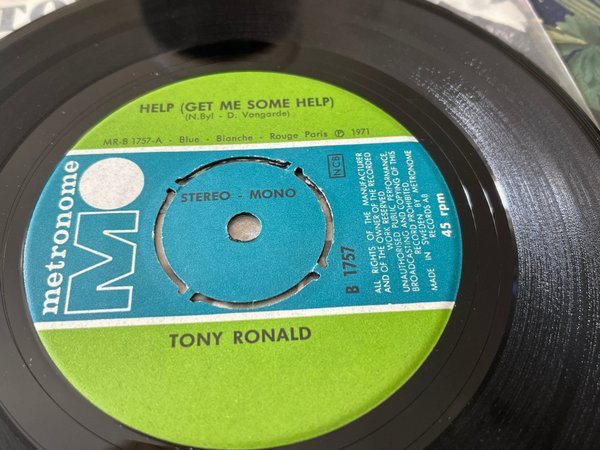 HELP (GET ME SOME HELP)
(N.Byl - D. Vangarde)
MR-B 1757-A - Blue - Blanche - Rouge Paris ℗ 1971
metronome
M
STEREO - MONO
NCB
B 1757
ALL RIGHTS OF THE MANUFACTURER
AND OF THE OWNER OF THE RECORDED
WORK RESERVED
UNAUTHORISED PUBLIC PERFORMANCE,
BROADCASTING AND COPYING OF THIS
RECORD PROHIBITED
MADE IN SWEDEN BY METRONOME
RECORDS AB
45 rpm
TONY RONALD